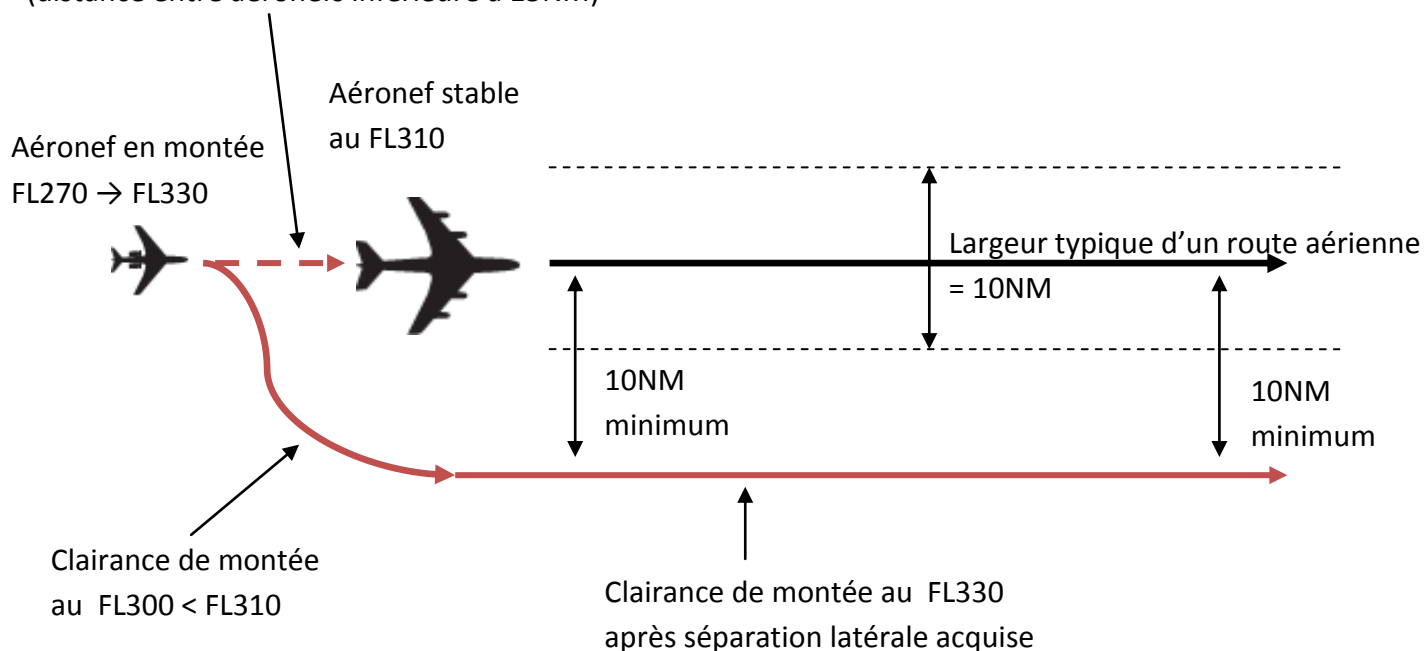 Aéronef stable
au FL310
Aéronef en montée
FL270 → FL330
Largeur typique d'un route aérienne
= 10NM
10NM
minimum
10NM
minimum
Clairance de montée
au FL300 < FL310
Clairance de montée au FL330
après séparation latérale acquise